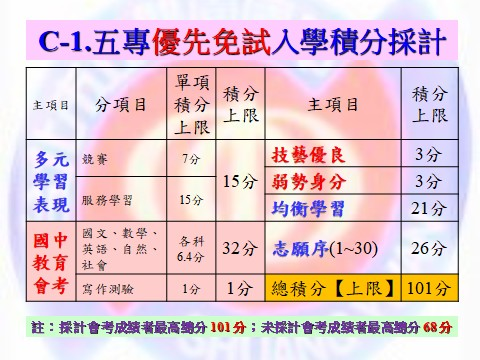 C-1.五專優先免試入學積分採計
主項目 分項目 單項積分上限 積分上限 主項目 積分上限
多元學習表現 競賽 7分 15分 技藝優良 3分
弱勢身分 3分
服務學習 15分 均衡學習 21分
國中教育會考 國文、數學、英語、自然、社會 各科6.4分 32分 志願序(1~30) 26分
寫作測驗 1分 1分 總積分【上限】 101分
註：採計會考成績者最高總分101分；未採計會考成績者最高總分68分